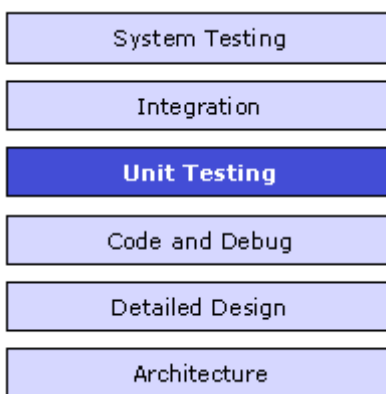 System Testing
Integration
Unit Testing
Code and Debug
Detailed Design
Architecture